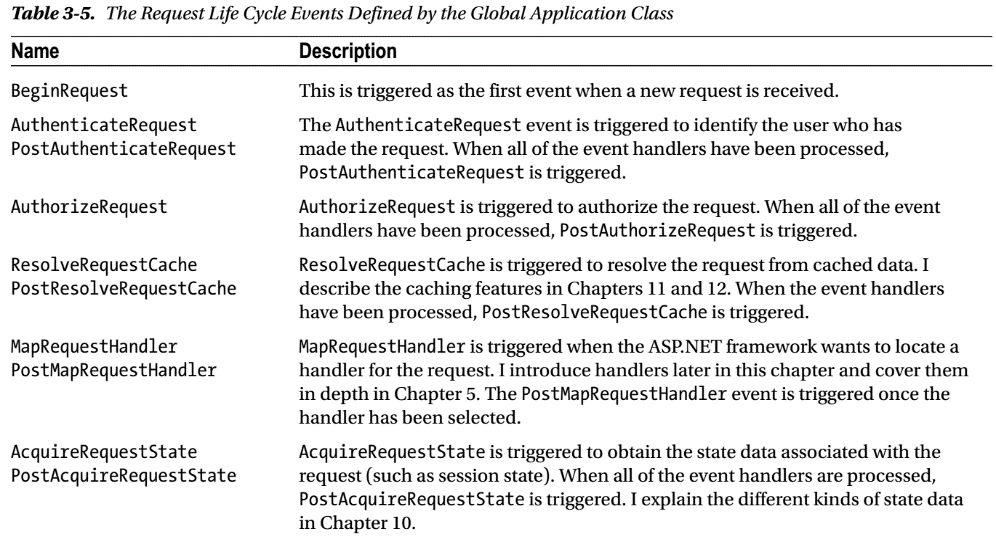 Table 3-5. The Request Life Cycle Events Defined by the Global Application Class
Name Description
BeginRequest This is triggered as the first event when a new request is received.
AuthenticateRequest The AuthenticateRequest event is triggered to identify the user who has
PostAuthenticateRequest made the request. When all of the event handlers have been processed,
PostAuthenticateRequest is triggered.
AuthorizeRequest AuthorizeRequest is triggered to authorize the request. When all of the event
handlers have been processed, PostAuthorizeRequest is triggered.
ResolveRequestCache ResolveRequestCache is triggered to resolve the request from cached data. I
PostResolveRequestCache describe the caching features in Chapters 11 and 12. When the event handlers
have been processed, PostResolveRequestCache is triggered.
MapRequestHandler MapRequestHandler is triggered when the ASP.NET framework wants to locate a
PostMapRequestHandler handler for the request. I introduce handlers later in this chapter and cover them
in depth in Chapter 5. The PostMapRequestHandler event is triggered once the
handler has been selected.
AcquireRequestState AcquireRequestState is triggered to obtain the state data associated with the
PostAcquireRequestState request (such as session state). When all of the event handlers are processed,
PostAcquireRequestState is triggered. I explain the different kinds of state data
in Chapter 10.